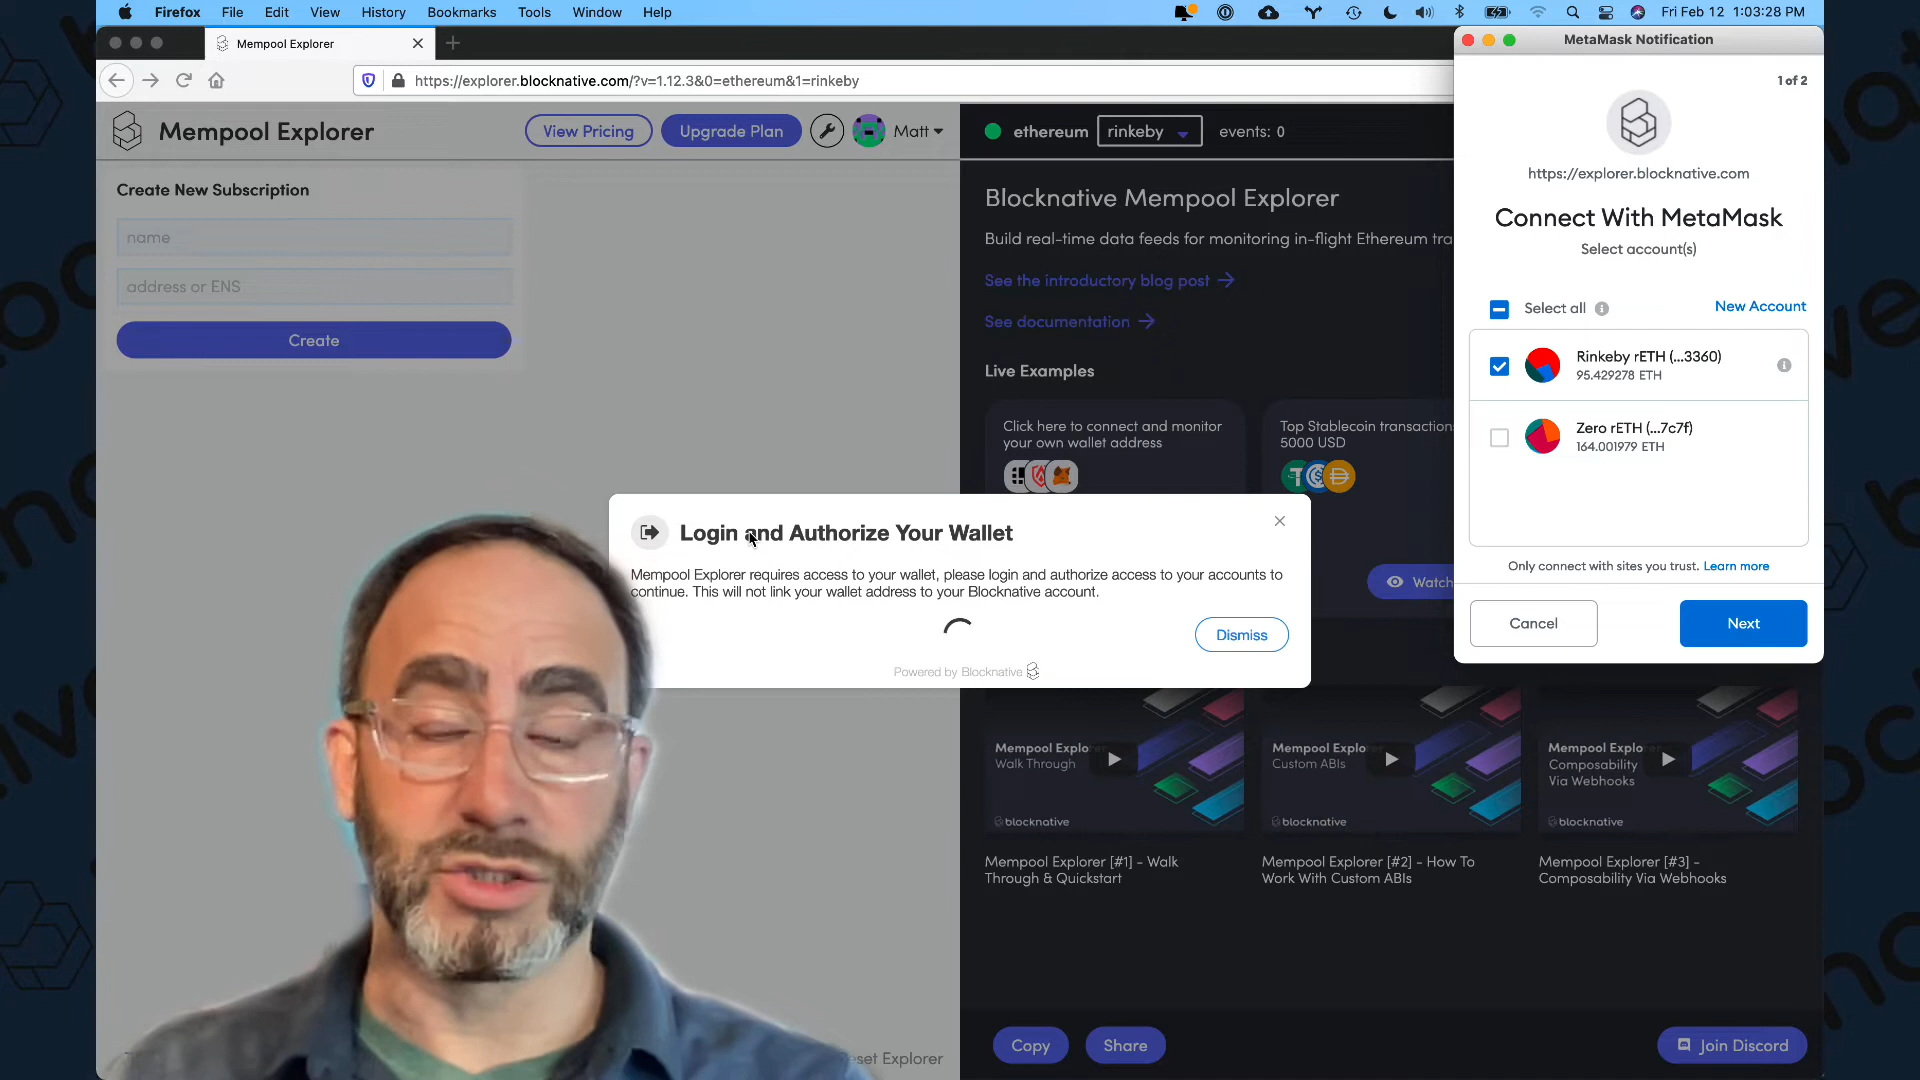 Firefox File Edit View History Bookmarks Tools Window Help
Fri Feb 12 1:03:28 PM
Mempool Explorer
https://explorer.blocknative.com/?v=1.12.3&0=ethereum&1=rinkeby
Mempool Explorer
View Pricing
Upgrade Plan
Matt
ethereum
rinkeby
events: 0
Create New Subscription
name
address or ENS
Create
Blocknative Mempool Explorer
Build real-time data feeds for monitoring in-flight Ethereum tra
See the introductory blog post →
See documentation →
Live Examples
Click here to connect and monitor
your own wallet address
Top Stablecoin transactions
5000 USD
Watch
Login and Authorize Your Wallet
Mempool Explorer requires access to your wallet, please login and authorize access to your accounts to
continue. This will not link your wallet address to your Blocknative account.
Dismiss
Powered by Blocknative
MetaMask Notification
1 of 2
https://explorer.blocknative.com
Connect With MetaMask
Select account(s)
Select all
New Account
Rinkeby rETH (...3360)
95.429278 ETH
Zero rETH (...7c7f)
164.001979 ETH
Only connect with sites you trust. Learn more
Cancel
Next
Mempool Explo
Walk Through
blocknative
Mempool Explo
Custom ABIs
blocknative
Mempool Explo
Composability
Via Webhooks
blocknative
Mempool Explorer [#1] - Walk
Through & Quickstart
Mempool Explorer [#2] - How To
Work With Custom ABIs
Mempool Explorer [#3] -
Composability Via Webhooks
eset Explorer
Copy
Share
Join Discord